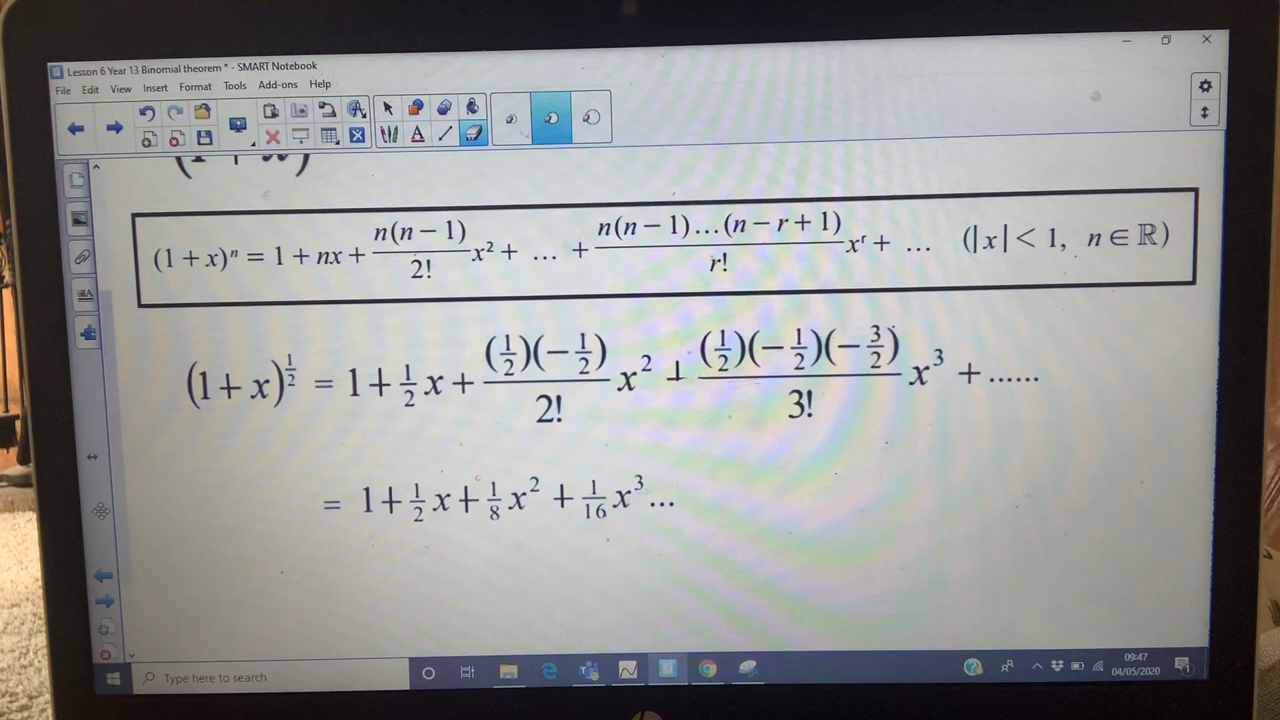 Lesson 6 Year 13 Binomial theorem * - SMART Notebook
File Edit View Insert Format Tools Add-ons Help
(1 + x)ⁿ = 1 + nx + n(n − 1)/2! x² + … + n(n − 1)…(n − r + 1)/r! xʳ + … (|x| < 1, n ∈ ℝ)
(1 + x)^½ = 1 + ½x + (½)(−½)/2! x² + (½)(−½)(−3/2)/3! x³ + ......
= 1 + ½x + ⅛x² + 1/16 x³ ...
Type here to search
09:47
04/05/2020